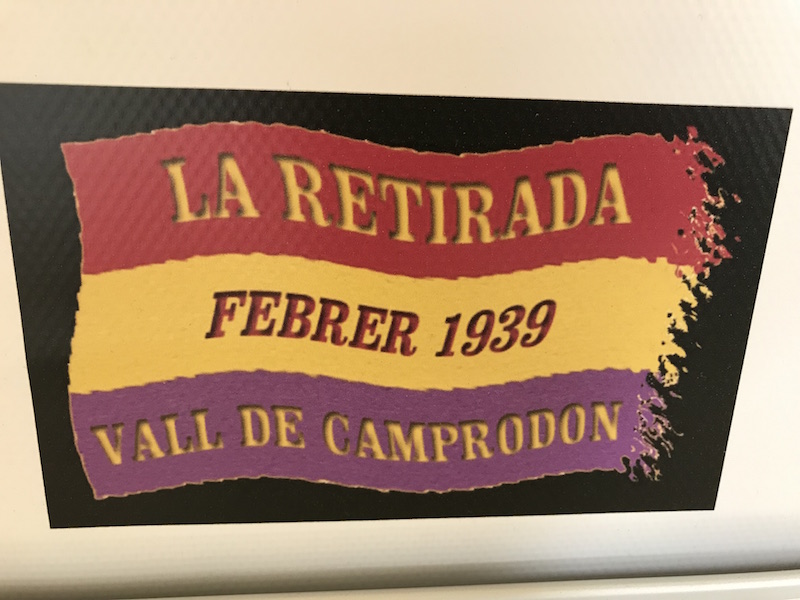 LA RETIRADA
FEBRER 1939
VALL DE CAMPRODON